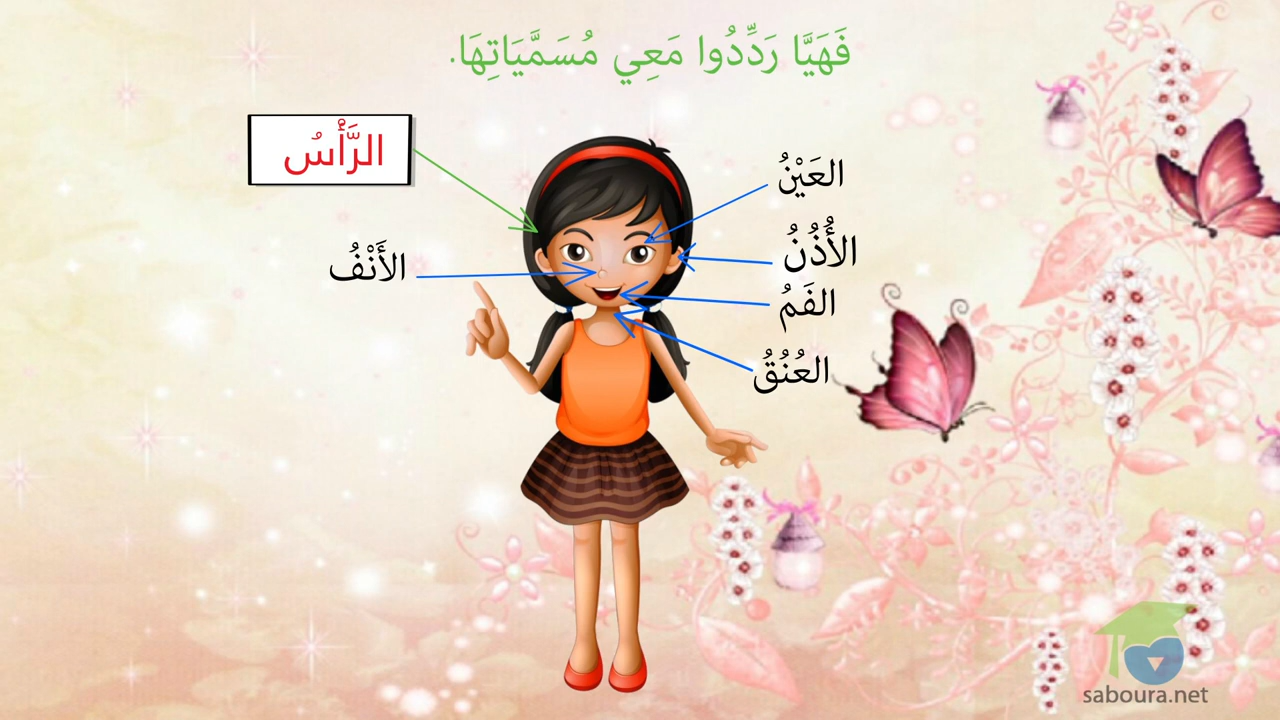 فَهَيَّا رَدِّدُوا مَعِي مُسَمَّيَاتِهَا.
الرَّأْسُ
العَيْنُ
الأُذُنُ
الأَنْفُ
الفَمُ
العُنُقُ
saboura.net